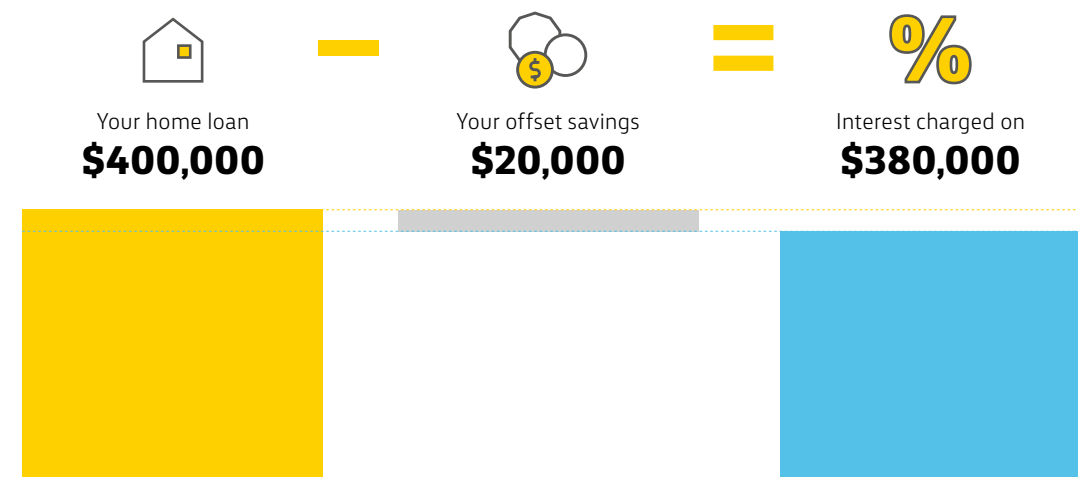 Your home loan
$400,000
$
Your offset savings
$20,000
%
Interest charged on
$380,000